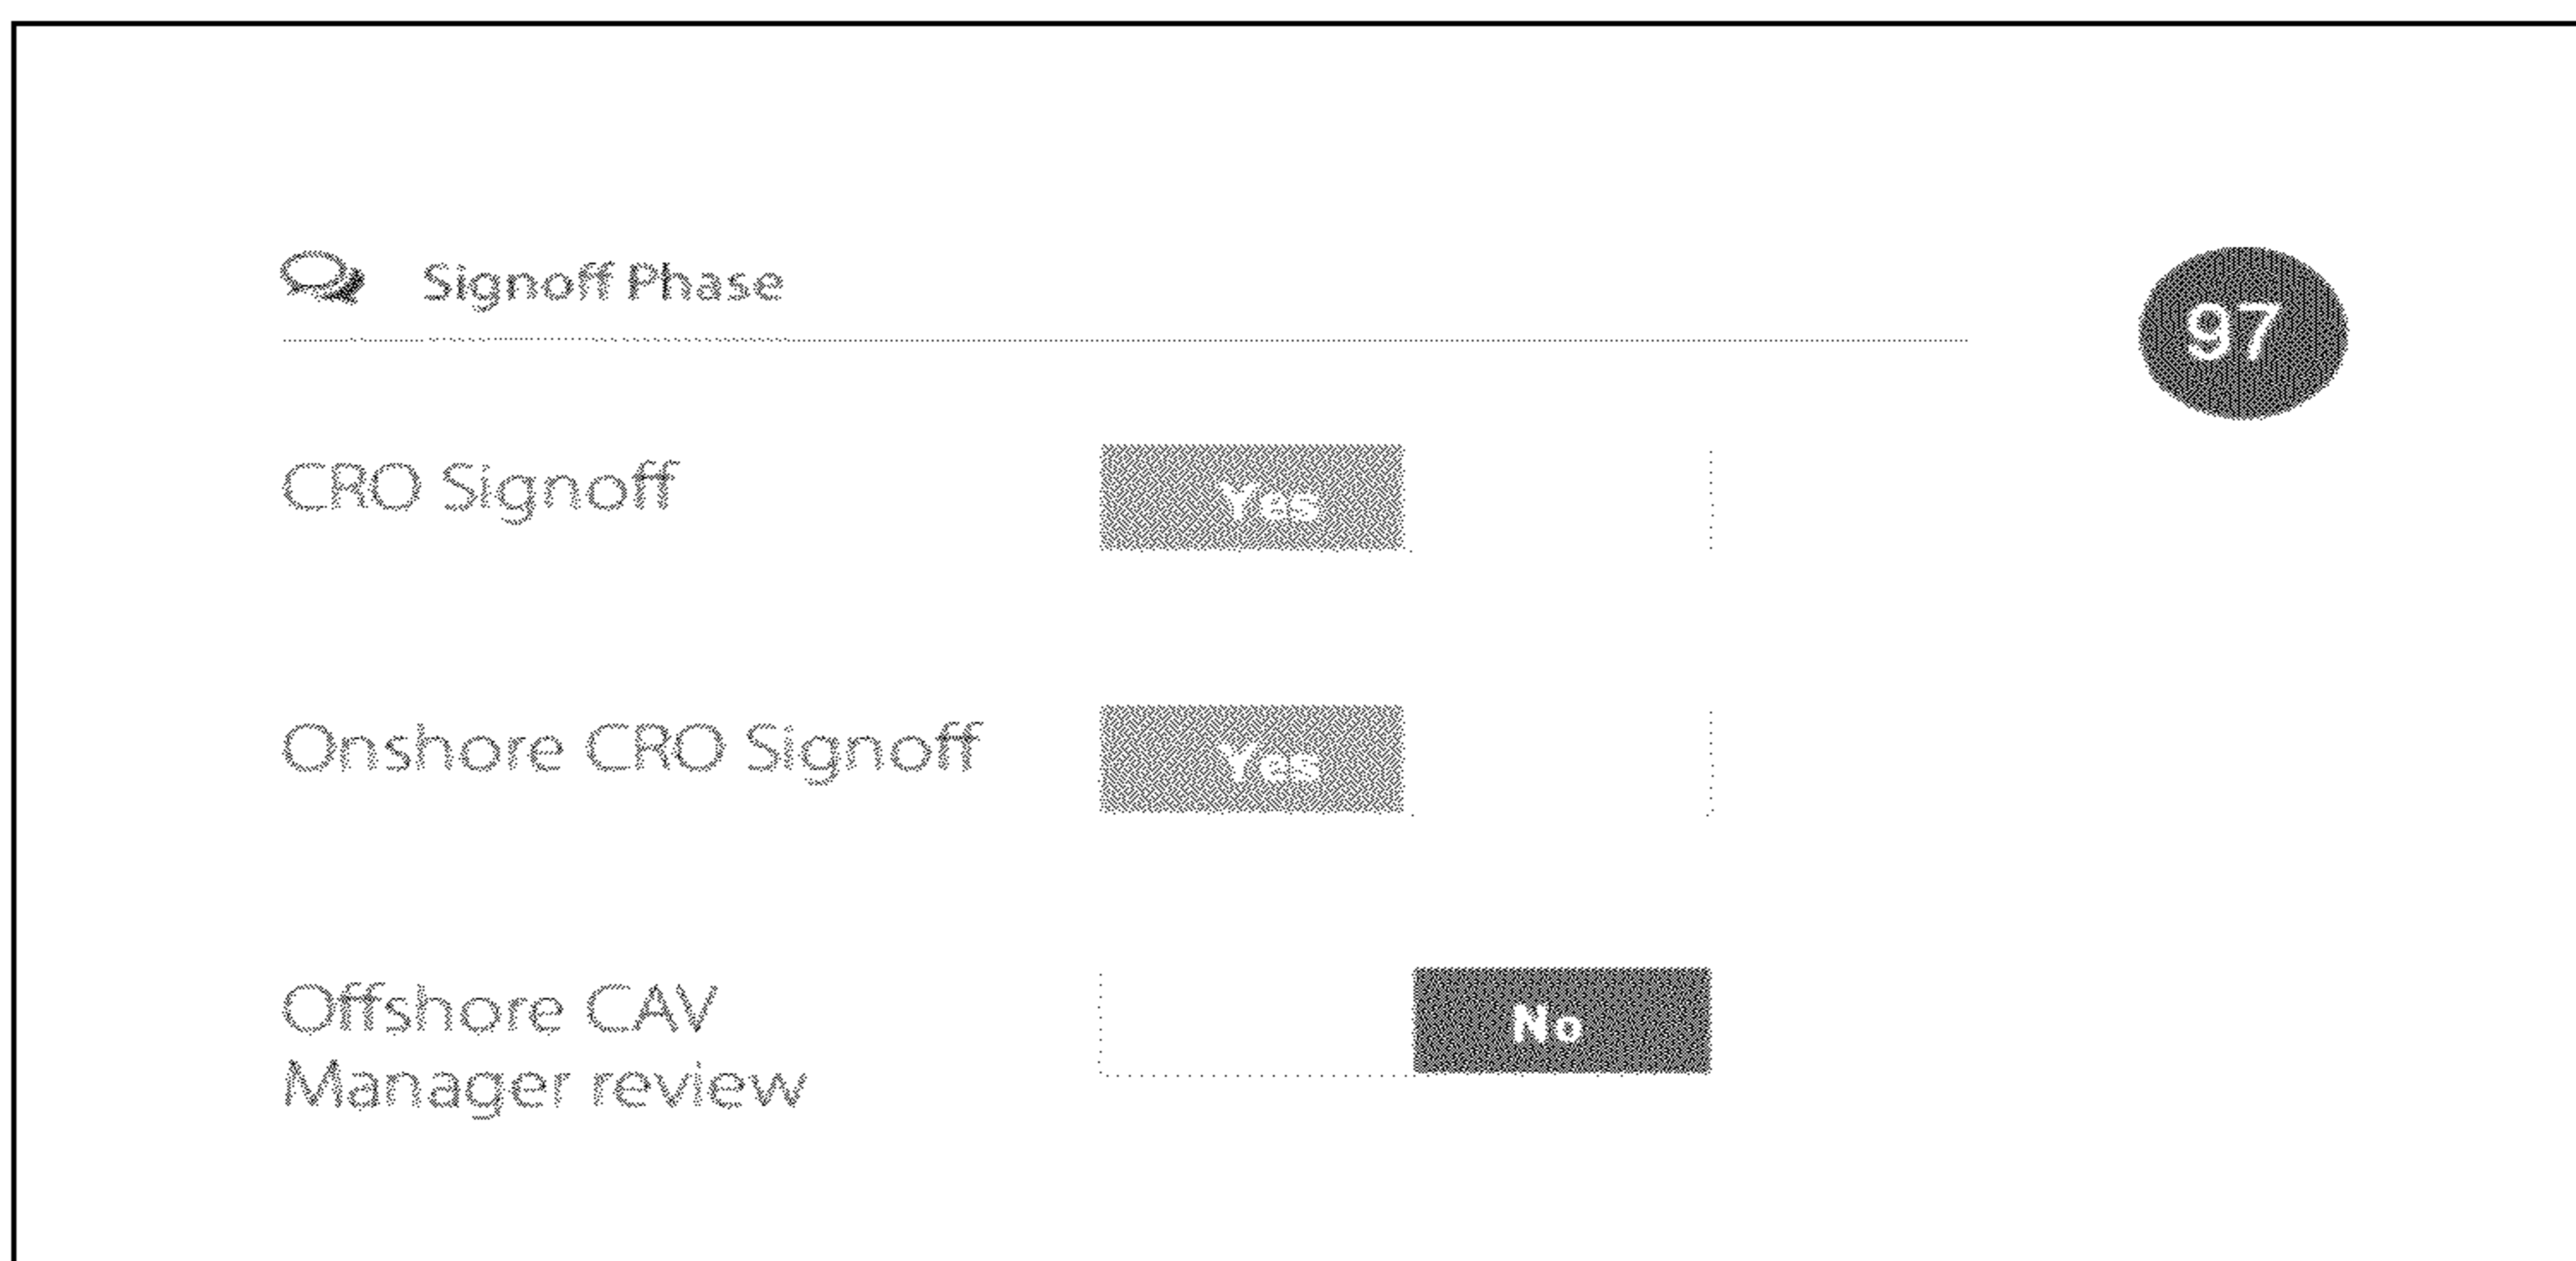 Signoff Phase
97
CRO Signoff
Yes
Onshore CRO Signoff
Yes
Offshore CAV
Manager review
No